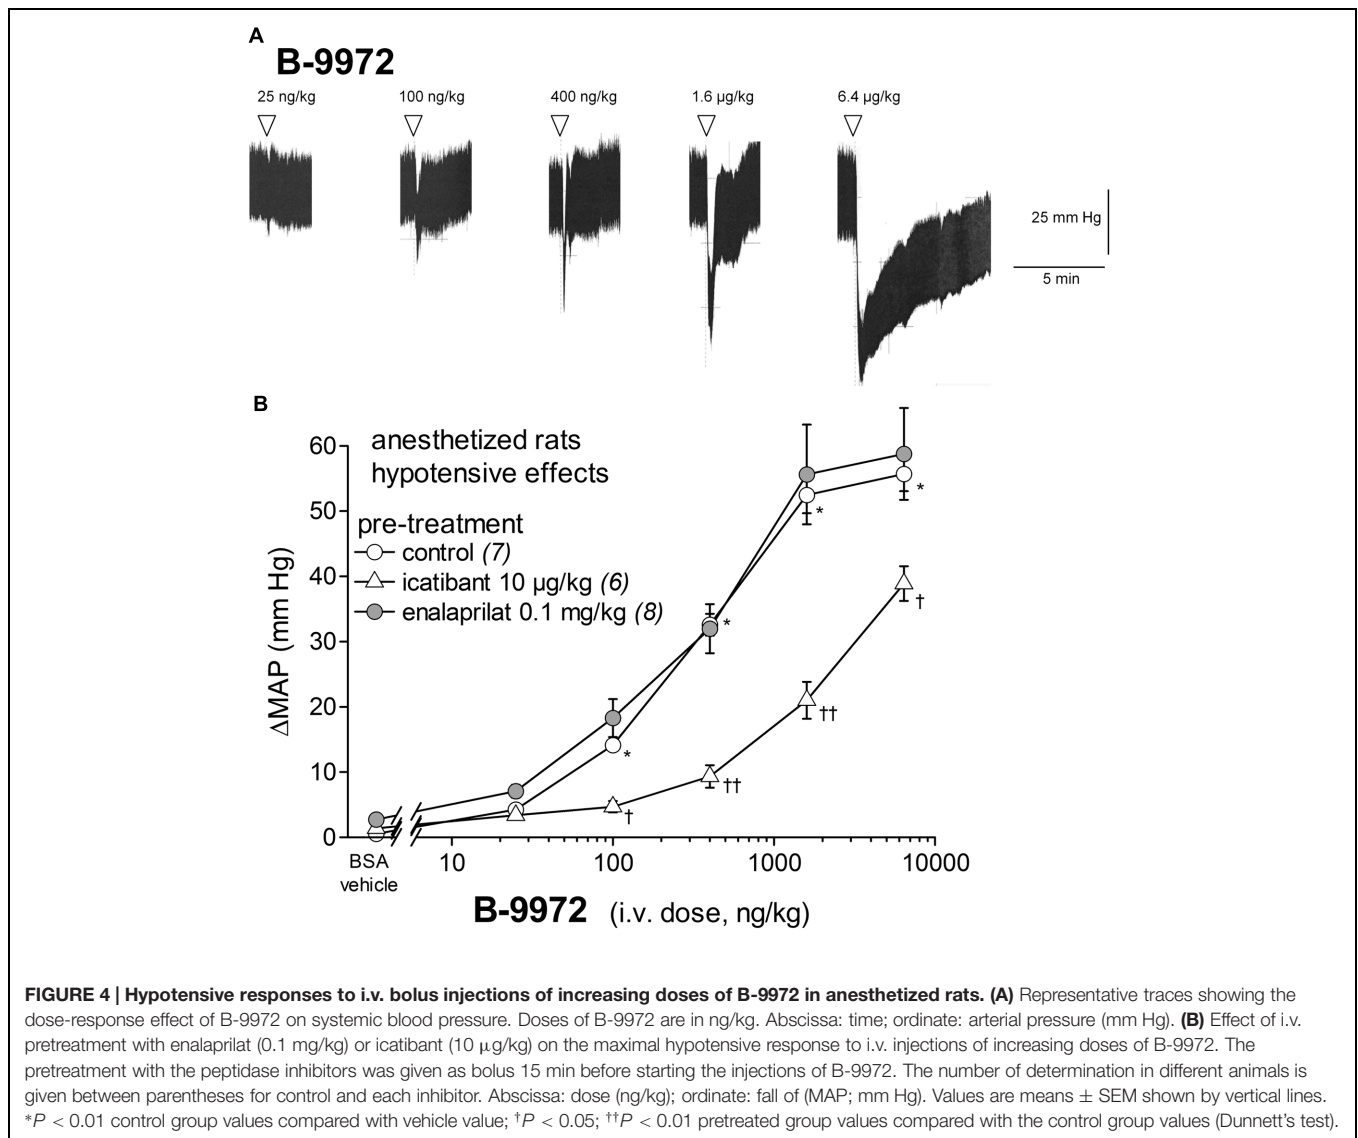 A
B-9972
25 ng/kg 100 ng/kg 400 ng/kg 1.6 µg/kg 6.4 µg/kg
25 mm Hg
5 min
B
anesthetized rats
hypotensive effects
pre-treatment
control (7)
icatibant 10 µg/kg (6)
enalaprilat 0.1 mg/kg (8)
ΔMAP (mm Hg)
60
50
40
30
20
10
0
*
*
*
*
†
††
††
†
BSA
vehicle
10 100 1000 10000
B-9972 (i.v. dose, ng/kg)
FIGURE 4 | Hypotensive responses to i.v. bolus injections of increasing doses of B-9972 in anesthetized rats. (A) Representative traces showing the
dose-response effect of B-9972 on systemic blood pressure. Doses of B-9972 are in ng/kg. Abscissa: time; ordinate: arterial pressure (mm Hg). (B) Effect of i.v.
pretreatment with enalaprilat (0.1 mg/kg) or icatibant (10 µg/kg) on the maximal hypotensive response to i.v. injections of increasing doses of B-9972. The
pretreatment with the peptidase inhibitors was given as bolus 15 min before starting the injections of B-9972. The number of determination in different animals is
given between parentheses for control and each inhibitor. Abscissa: dose (ng/kg); ordinate: fall of (MAP; mm Hg). Values are means ± SEM shown by vertical lines.
*P < 0.01 control group values compared with vehicle value; †P < 0.05; ††P < 0.01 pretreated group values compared with the control group values (Dunnett's test).